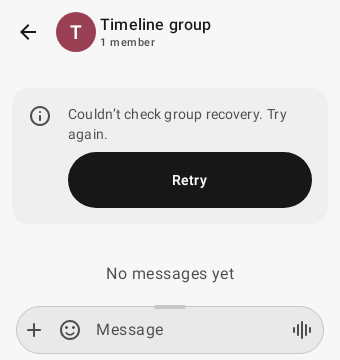 T
Timeline group
1 member
Couldn't check group recovery. Try
again.
Retry
No messages yet
Message